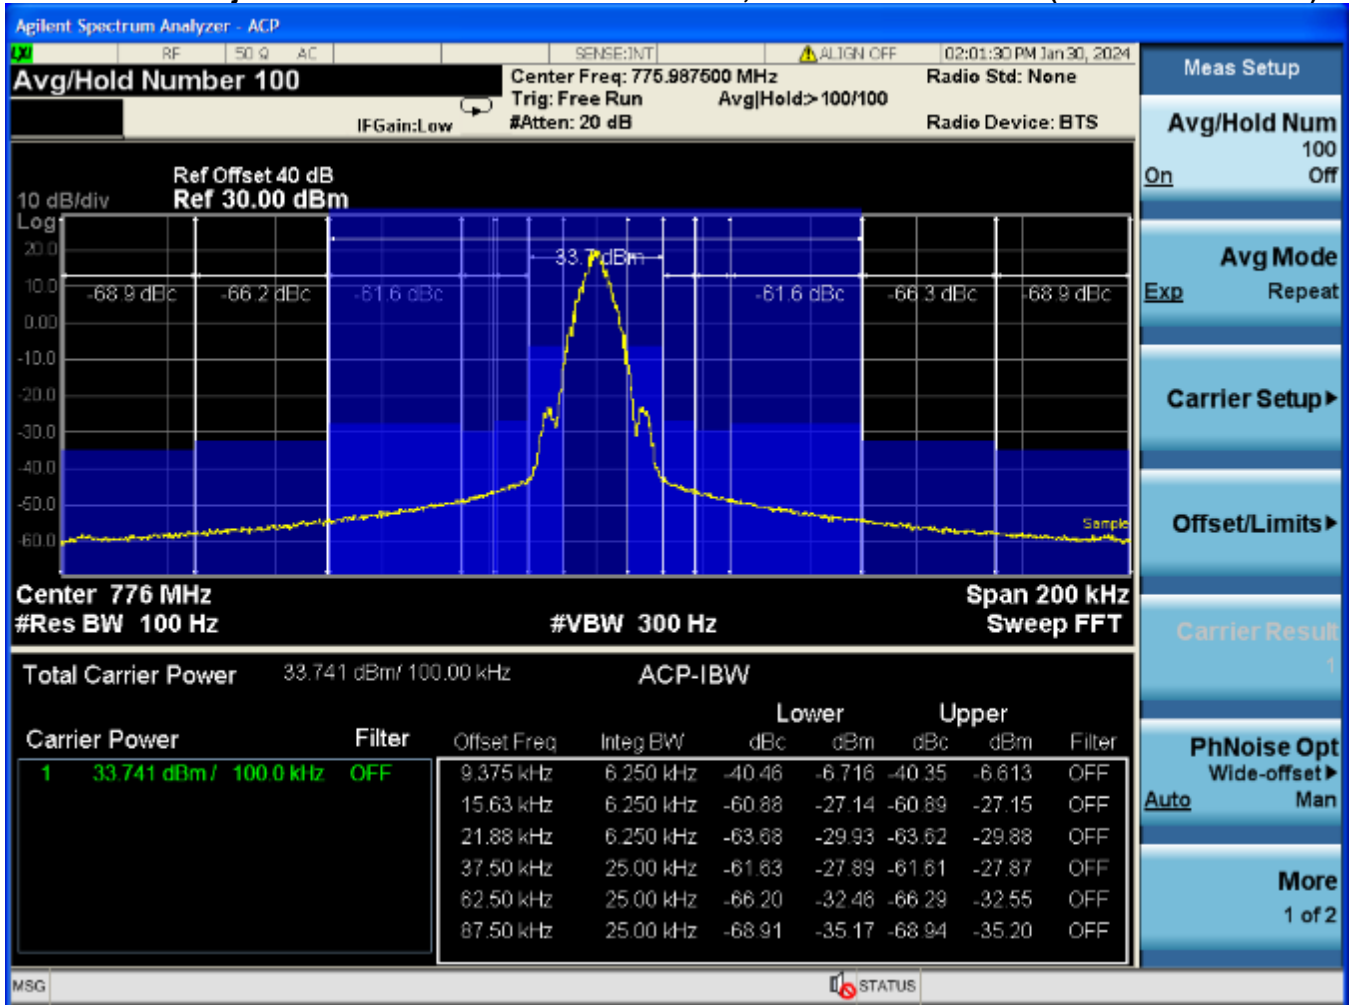 Agilent Spectrum Analyzer - ACP
LXI RF 50 Ω AC SENSE:INT ALIGN OFF 02:01:30 PM Jan 30, 2024
Avg/Hold Number 100
Center Freq: 775.987500 MHz
Radio Std: None
Trig: Free Run
Avg|Hold:>100/100
IFGain:Low
#Atten: 20 dB
Radio Device: BTS
Ref Offset 40 dB
10 dB/div Ref 30.00 dBm
Log
20.0
33.7 dBm
10.0
-68.9 dBc -66.2 dBc -61.6 dBc -61.6 dBc -66.3 dBc -68.9 dBc
0.00
-10.0
-20.0
-30.0
-40.0
-50.0
Sample
-60.0
Center 776 MHz Span 200 kHz
#Res BW 100 Hz #VBW 300 Hz Sweep FFT
Total Carrier Power 33.741 dBm/ 100.00 kHz ACP-IBW
Lower Upper
Carrier Power Filter Offset Freq Integ BW dBc dBm dBc dBm Filter
1 33.741 dBm / 100.0 kHz OFF
9.375 kHz 6.250 kHz -40.46 -6.716 -40.35 -6.613 OFF
15.63 kHz 6.250 kHz -60.88 -27.14 -60.89 -27.15 OFF
21.88 kHz 6.250 kHz -63.68 -29.93 -63.62 -29.88 OFF
37.50 kHz 25.00 kHz -61.63 -27.89 -61.61 -27.87 OFF
62.50 kHz 25.00 kHz -66.20 -32.46 -66.29 -32.55 OFF
87.50 kHz 25.00 kHz -68.91 -35.17 -68.94 -35.20 OFF
MSG STATUS
Meas Setup
Avg/Hold Num
100
On Off
Avg Mode
Exp Repeat
Carrier Setup
Offset/Limits
Carrier Result
1
PhNoise Opt
Wide-offset
Auto Man
More
1 of 2